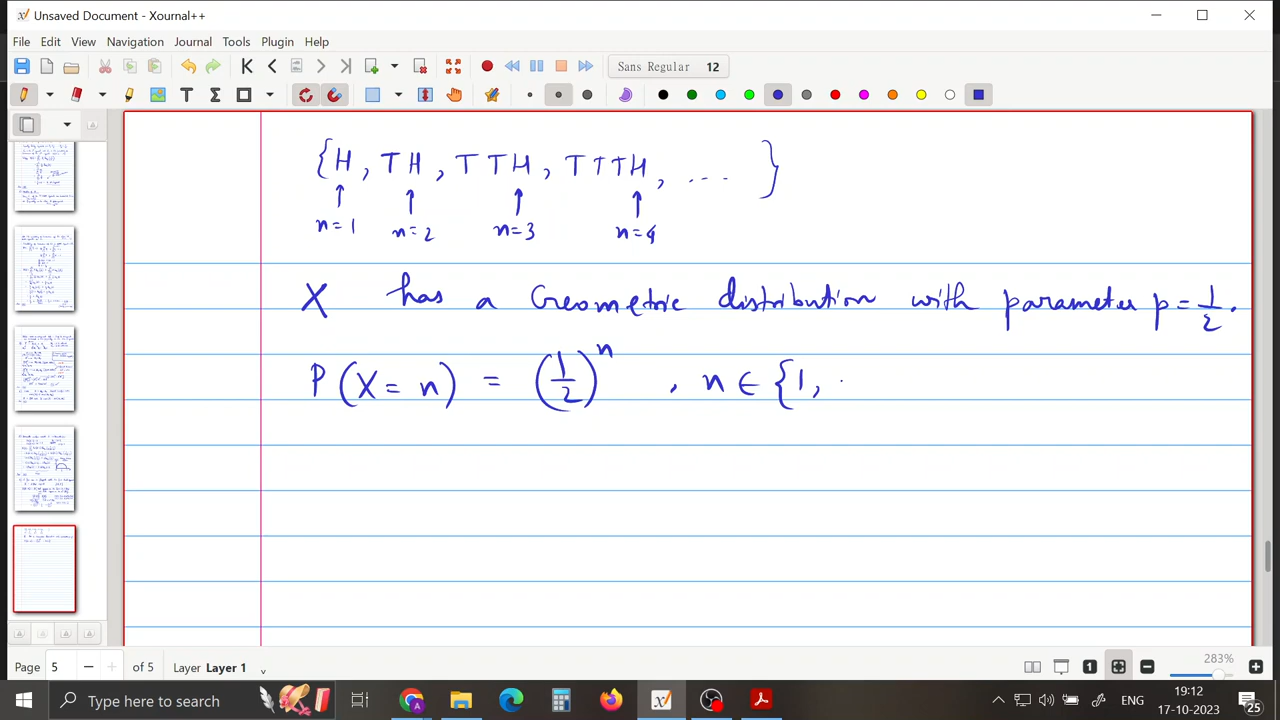 Unsaved Document - Xournal++
File Edit View Navigation Journal Tools Plugin Help
Sans Regular 12
{H, TH, TTH, TTTH, ... }
↑ ↑ ↑ ↑
n=1 n=2 n=3 n=4
X has a Geometric distribution with parameter p = 1/2.
P(X = n) = (1/2)^n , n ∈ {1,
Page 5 of 5 Layer Layer 1 283%
Type here to search
ENG
19:12
17-10-2023
25